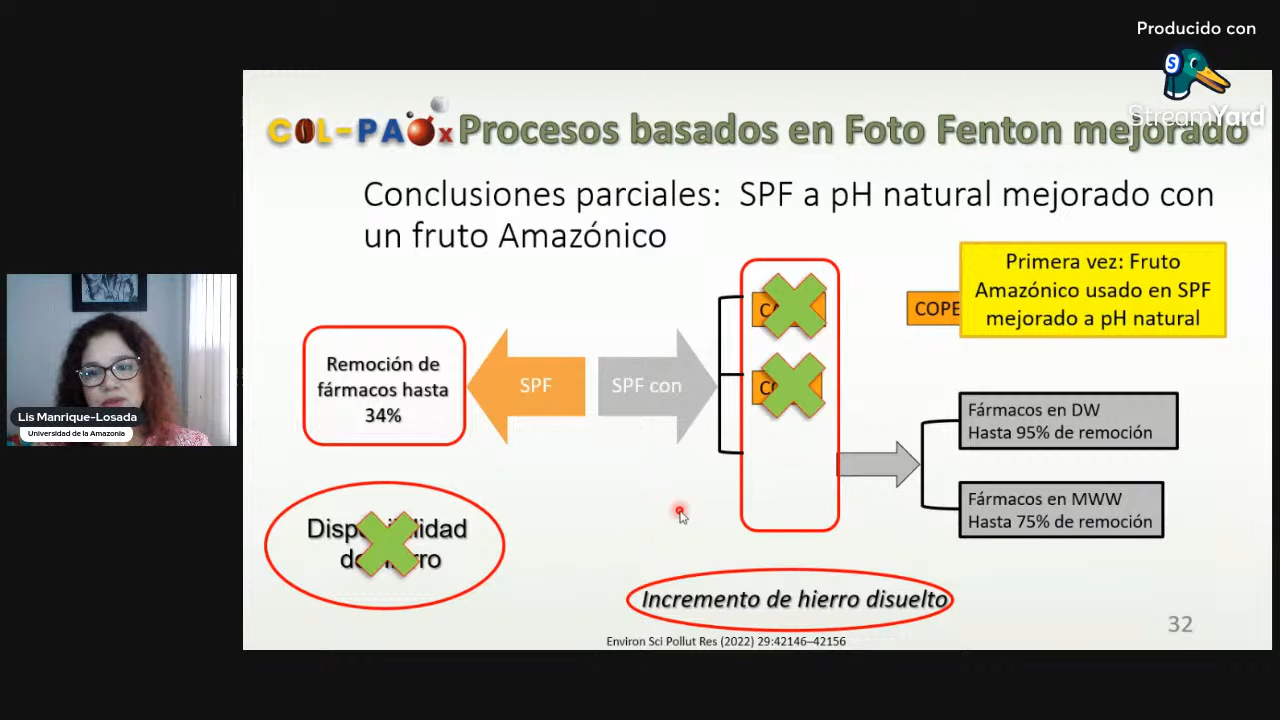 Producido con
StreamYard
COL-PAOx Procesos basados en Foto Fenton mejorado
Conclusiones parciales: SPF a pH natural mejorado con
un fruto Amazónico
Primera vez: Fruto
Amazónico usado en SPF
mejorado a pH natural
COPE
Remoción de
fármacos hasta
34%
SPF
SPF con
Fármacos en DW
Hasta 95% de remoción
Fármacos en MWW
Hasta 75% de remoción
Lis Manrique-Losada
Universidad de la Amazonia
Incremento de hierro disuelto
32
Environ Sci Pollut Res (2022) 29:42146–42156